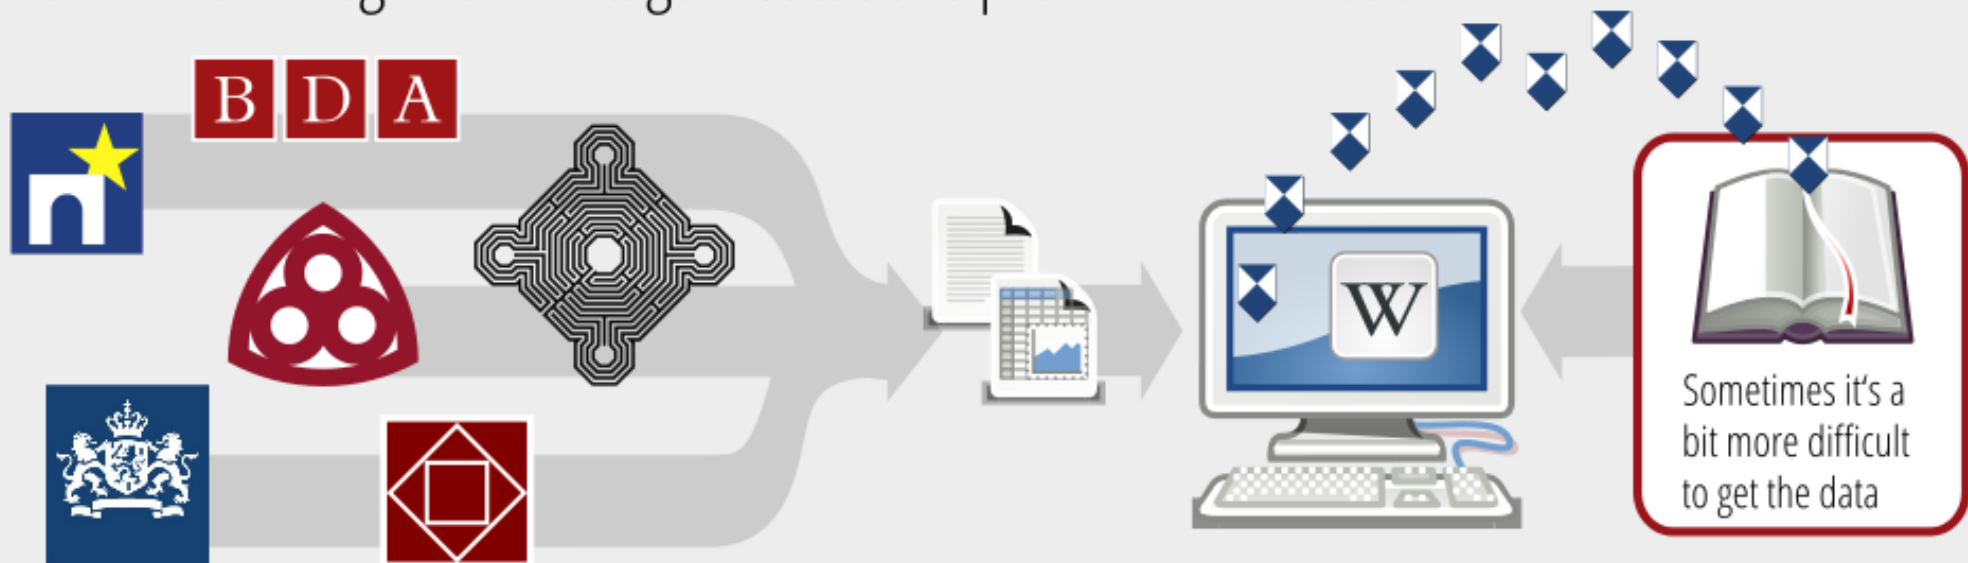 B D A
n
W
Sometimes it's a
bit more difficult
to get the data